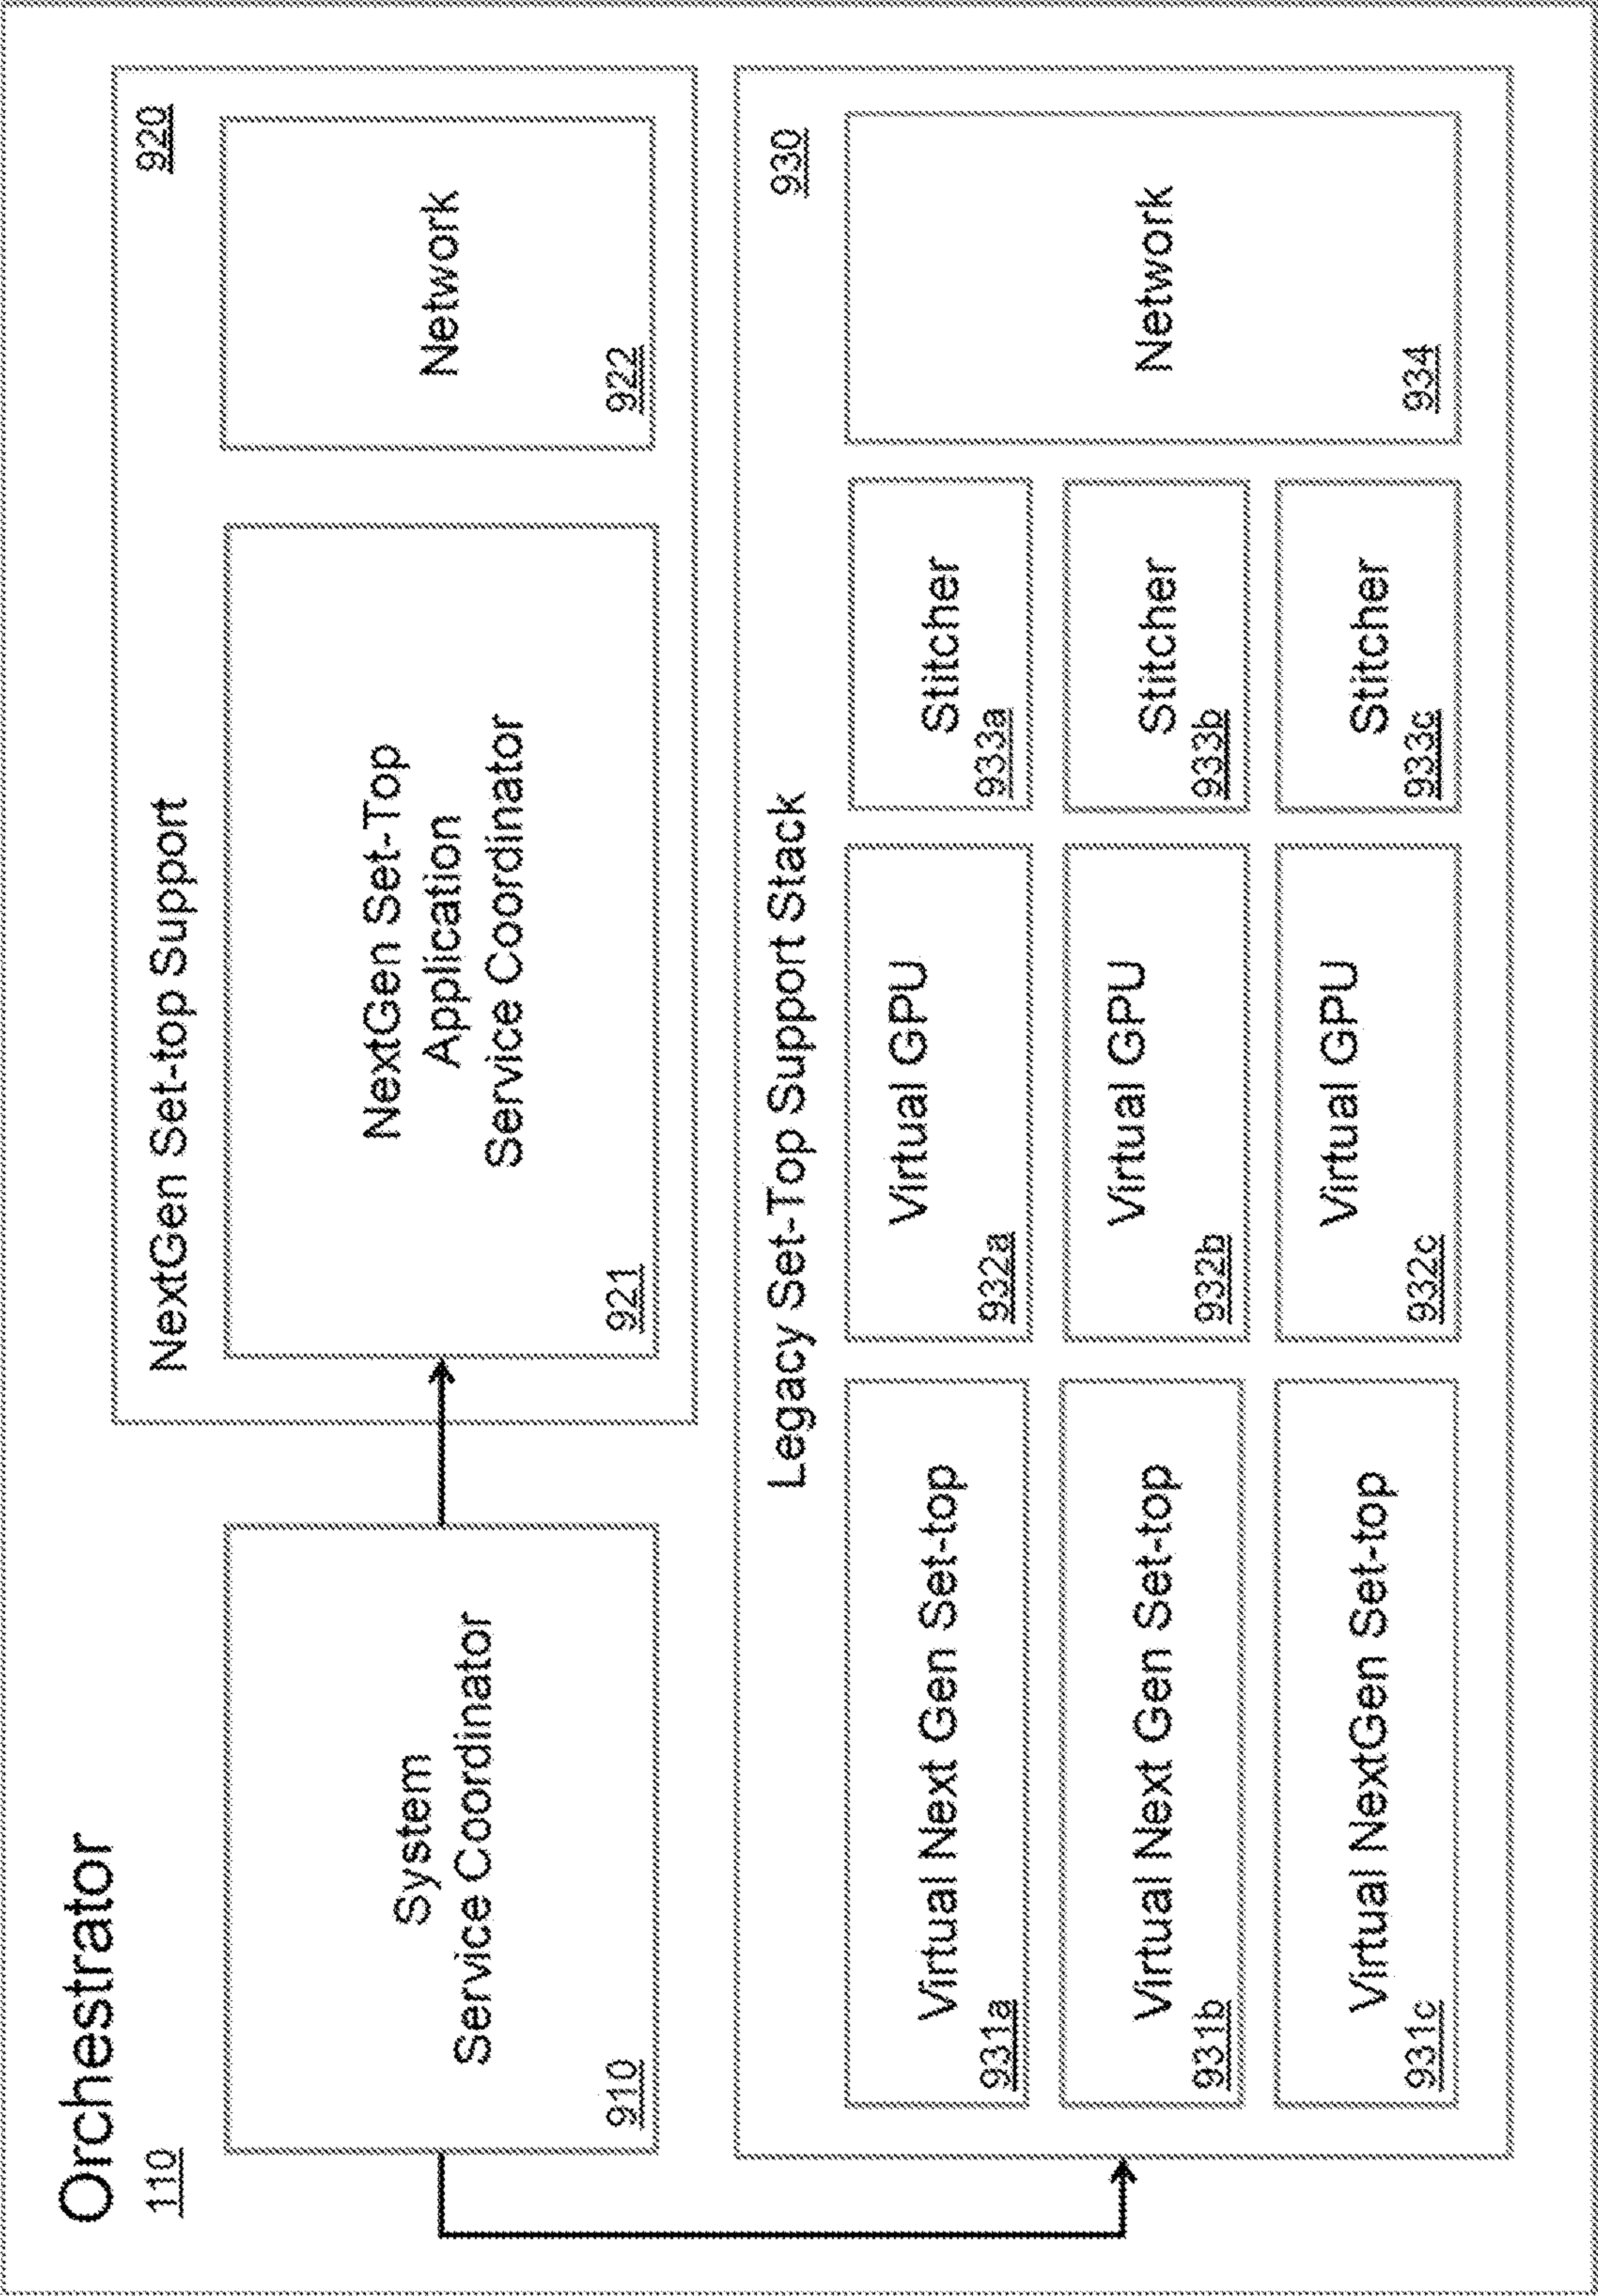 Orchestrator
110
System
Service Coordinator
910
NextGen Set-top Support
920
NextGen Set-Top
Application
Service Coordinator
921
Network
922
Legacy Set-Top Support Stack
930
Virtual Next Gen Set-top
931a
Virtual GPU
932a
Stitcher
933a
Virtual Next Gen Set-top
931b
Virtual GPU
932b
Stitcher
933b
Virtual NextGen Set-top
931c
Virtual GPU
932c
Stitcher
933c
Network
934